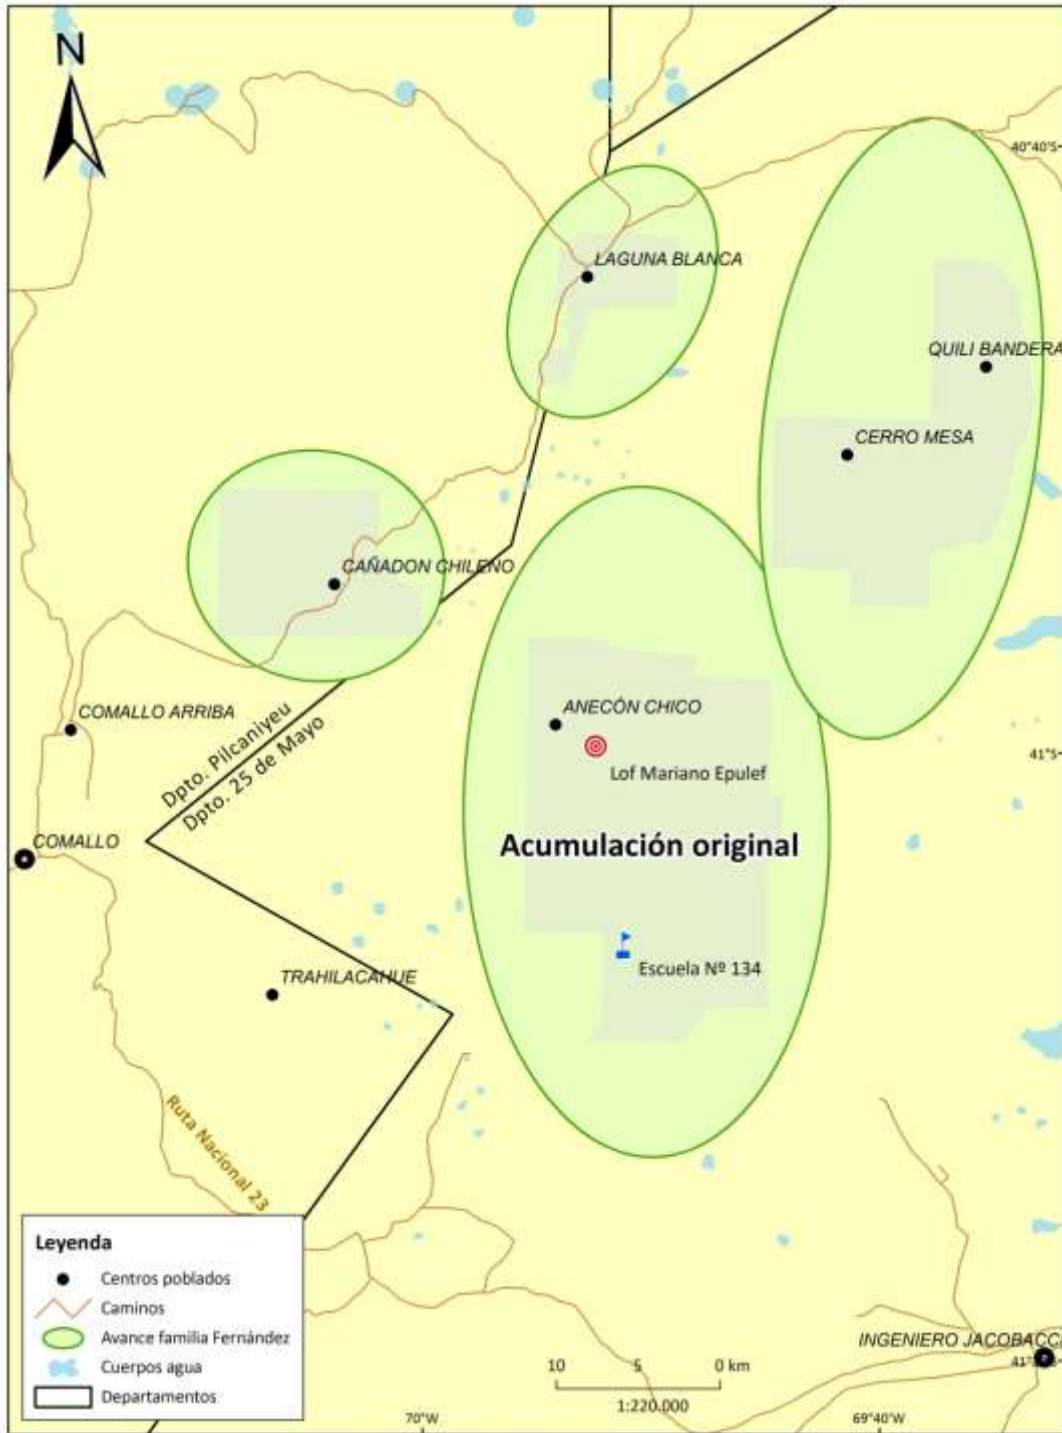 N
40°40'S
LAGUNA BLANCA
QUILI BANDERA
CERRO MESA
CAÑADON CHILENO
ANECÓN CHICO
COMALLO ARRIBA
Lof Mariano Epulef
41°S
Dpto. Pilcaniyeu
Dpto. 25 de Mayo
COMALLO
Acumulación original
Escuela Nº 134
TRAHILACAHUE
Ruta Nacional 23
Leyenda
Centros poblados
Caminos
Avance familia Fernández
Cuerpos agua
Departamentos
INGENIERO JACOBACCI
10 5 0 km
1:220.000
70°W
69°40'W